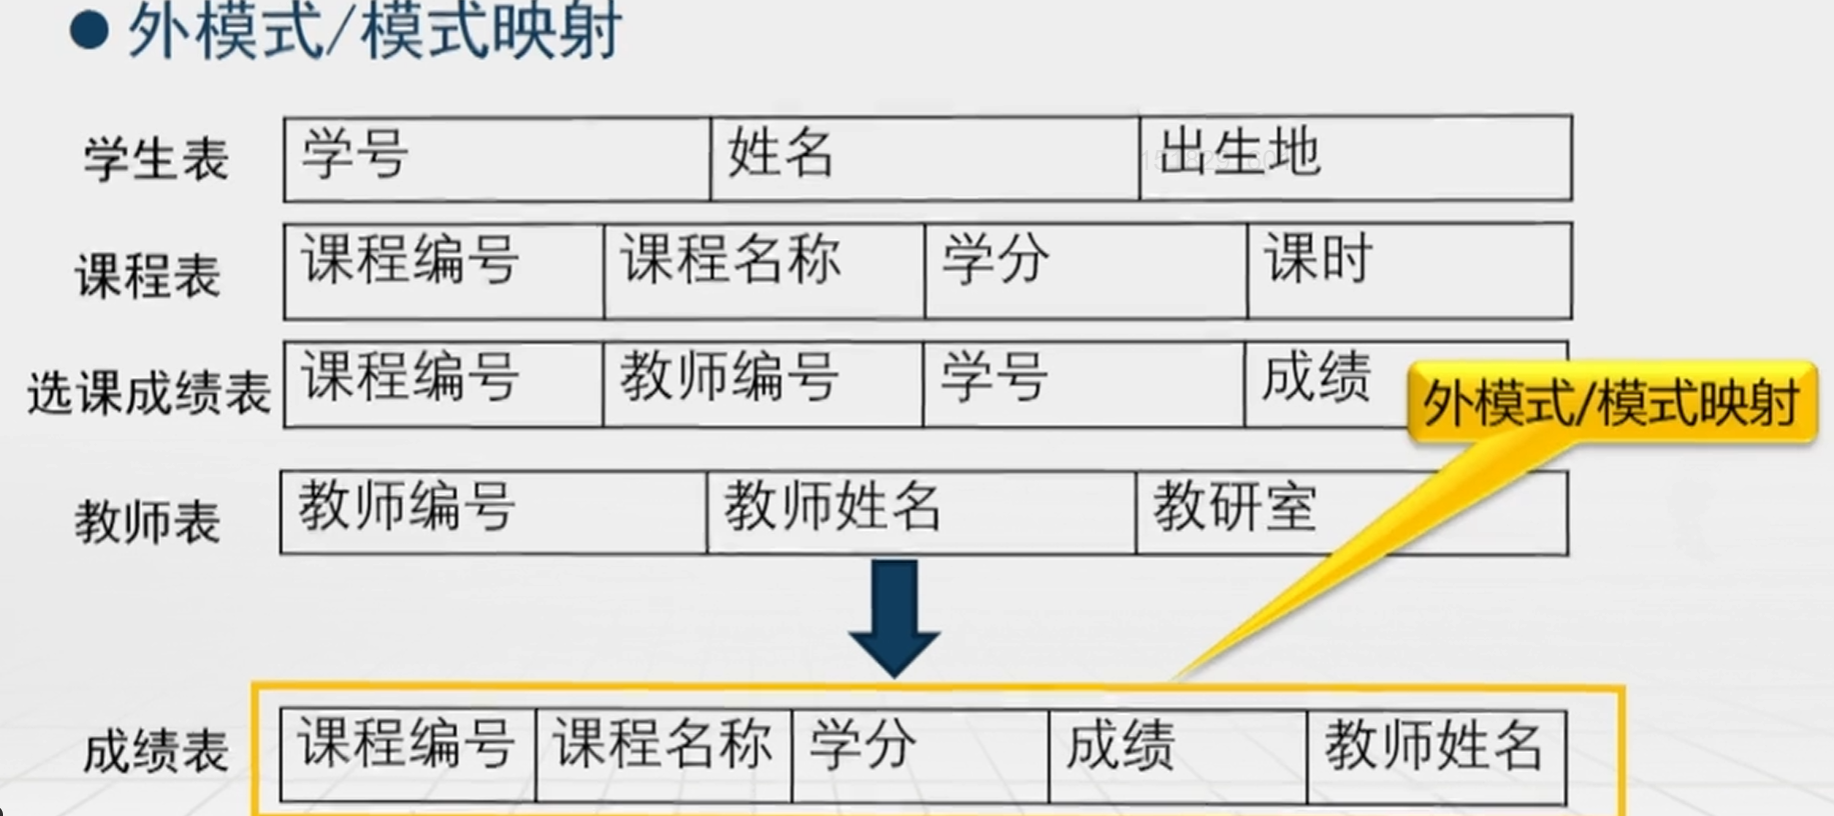 外模式/模式映射
学生表 学号 姓名 出生地
课程表 课程编号 课程名称 学分 课时
选课成绩表 课程编号 教师编号 学号 成绩
外模式/模式映射
教师表 教师编号 教师姓名 教研室
成绩表 课程编号 课程名称 学分 成绩 教师姓名